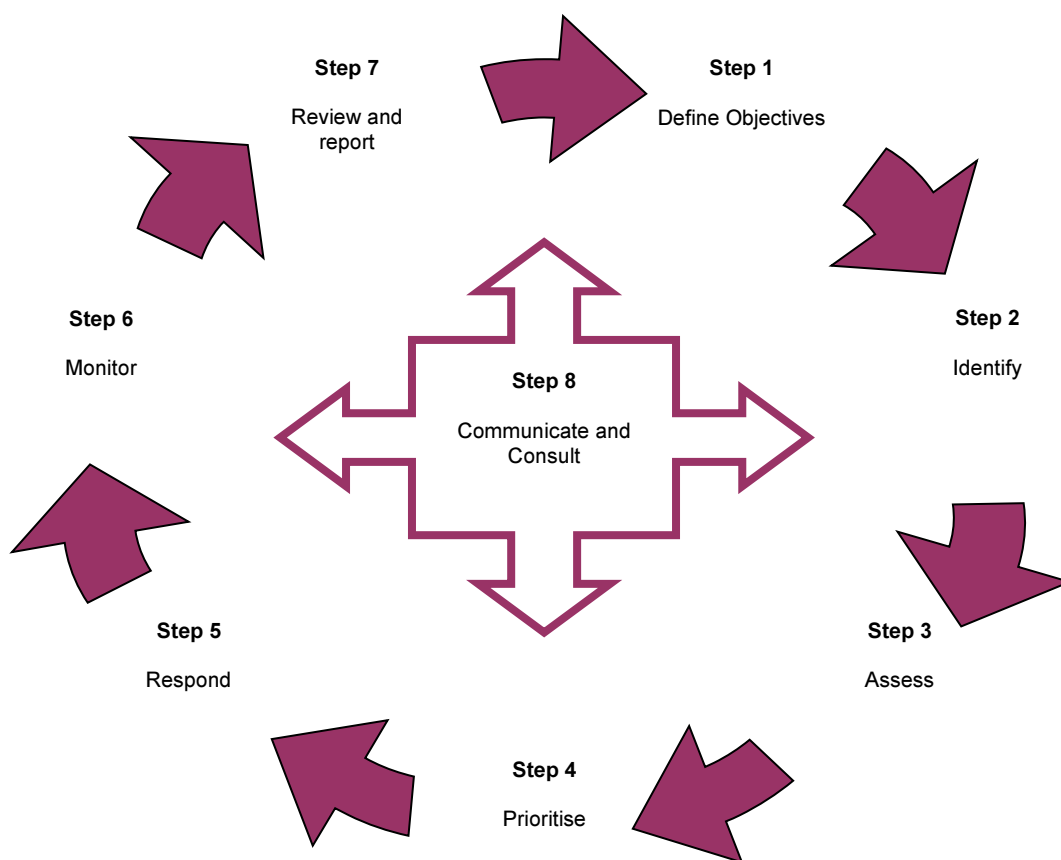 Step 1
Define Objectives
Step 2
Identify
Step 3
Assess
Step 4
Prioritise
Step 5
Respond
Step 6
Monitor
Step 7
Review and
report
Step 8
Communicate and
Consult